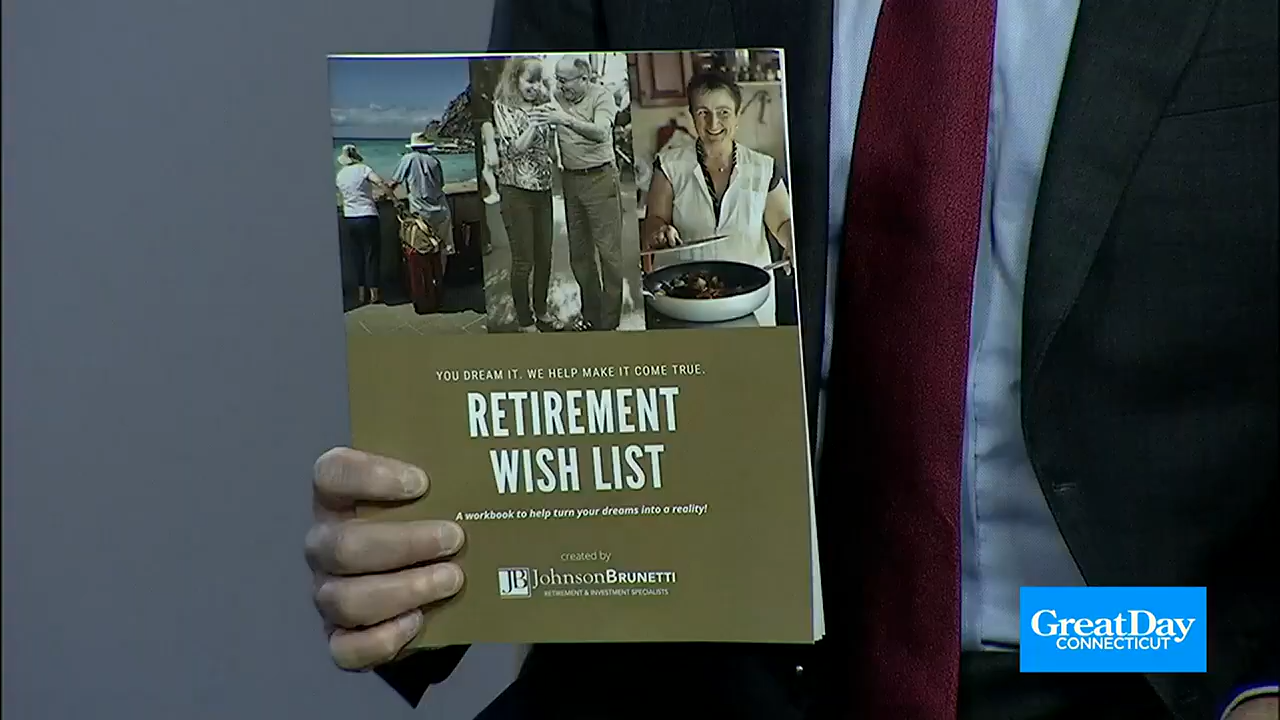 YOU DREAM IT. WE HELP MAKE IT COME TRUE.
RETIREMENT
WISH LIST
A workbook to help turn your dreams into a reality!
created by
JB JOHNSONBRUNETTI
RETIREMENT & INVESTMENT SPECIALISTS
GreatDay
CONNECTICUT